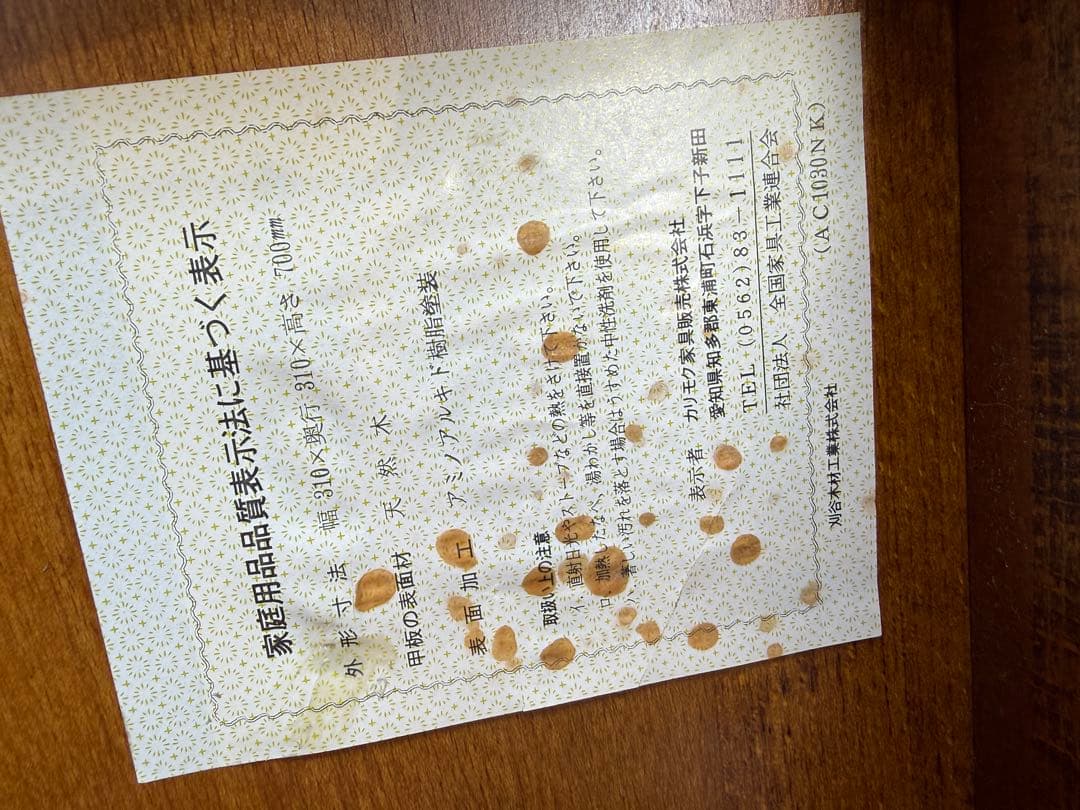 家庭用品品質表示法に基づく表示
外形寸法 幅310×奥行 310×高さ 700㎜
甲板の表面材 天然木
表面加工 アミノアルキド樹脂塗装
取扱い上の注意
イ、直射日光やストーブなどの熱をさけて下さい。
ロ、加熱したなべ、湯わかし等を直接置かないで下さい。
ハ、著しい汚れを落とす場合はうすめた中性洗剤を使用して下さい。
表示者 カリモク家具販売株式会社
愛知県知多郡東浦町石浜字下子新田
TEL (0562)83-1111
社団法人 全国家具工業連合会
(AC1030NK)
刈谷木材工業株式会社